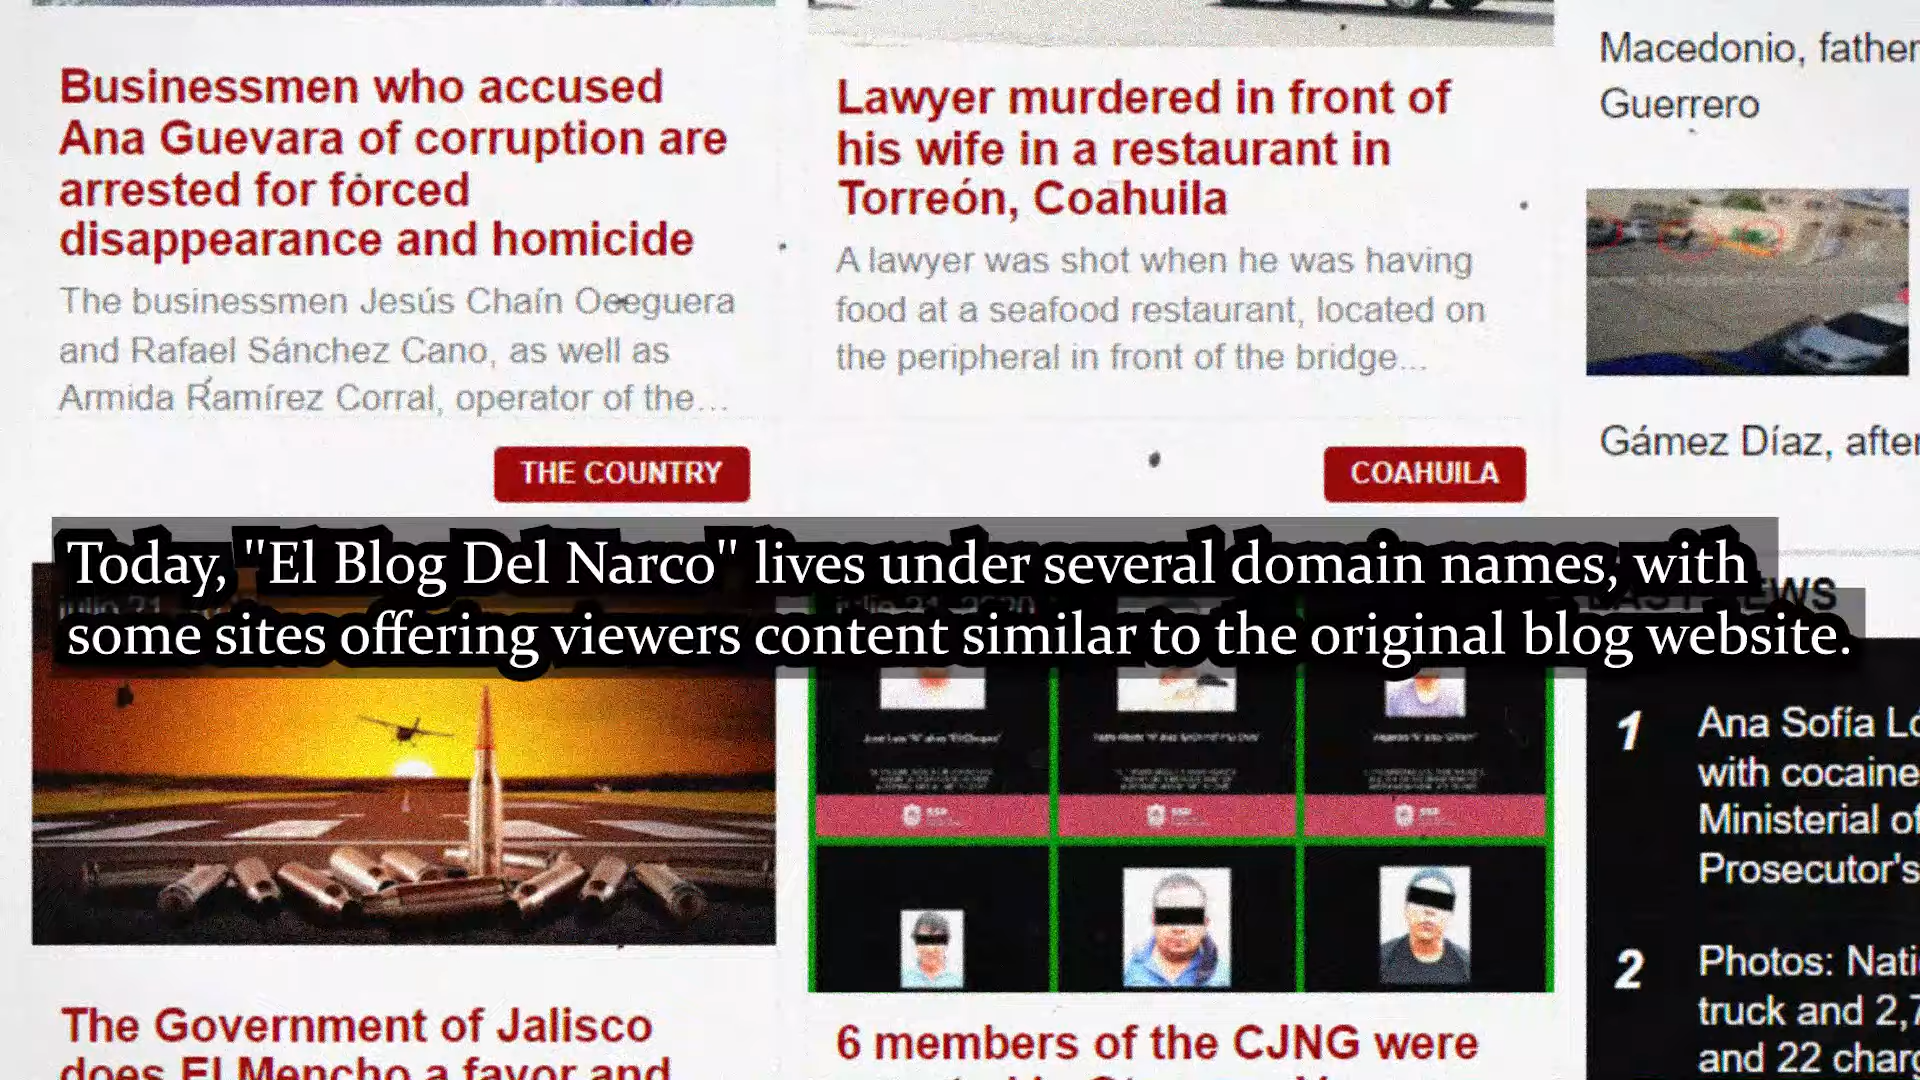 Businessmen who accused
Ana Guevara of corruption are
arrested for forced
disappearance and homicide
The businessmen Jesús Chaín Oceguera
and Rafael Sánchez Cano, as well as
Armida Ramírez Corral, operator of the...
THE COUNTRY
Lawyer murdered in front of
his wife in a restaurant in
Torreón, Coahuila
A lawyer was shot when he was having
food at a seafood restaurant, located on
the peripheral in front of the bridge...
COAHUILA
Macedonio, father
Guerrero
Gámez Díaz, after
Today, "El Blog Del Narco" lives under several domain names, with
some sites offering viewers content similar to the original blog website.
The Government of Jalisco
does El Mencho a favor and
SSP
SSP
SSP
6 members of the CJNG were
1 Ana Sofía
with cocaine
Ministerial
Prosecutor's
2 Photos:
truck and
and 22